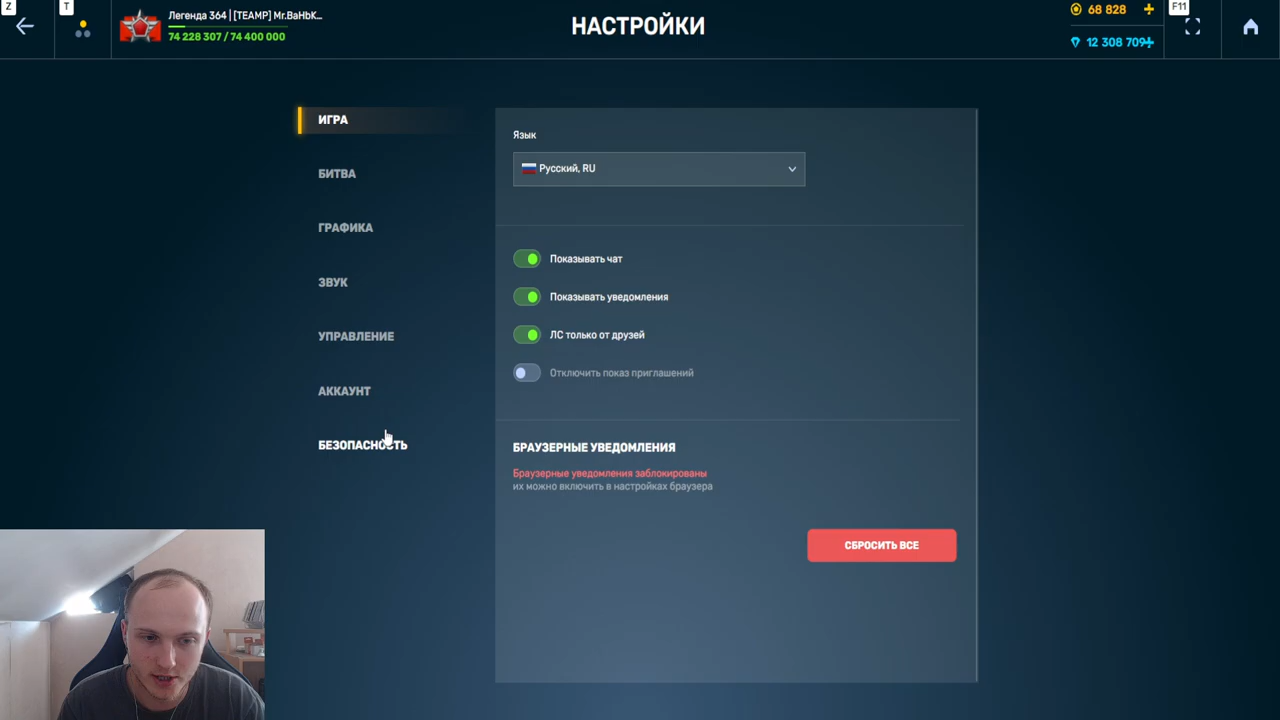 Z
T
Легенда 364 | [TEAMP] Mr.BaHbK...
74 228 307 / 74 400 000
НАСТРОЙКИ
68 828 +
12 308 709+
F11
ИГРА
БИТВА
ГРАФИКА
ЗВУК
УПРАВЛЕНИЕ
АККАУНТ
БЕЗОПАСНОСТЬ
Язык
Русский, RU
Показывать чат
Показывать уведомления
ЛС только от друзей
Отключить показ приглашений
БРАУЗЕРНЫЕ УВЕДОМЛЕНИЯ
Браузерные уведомления заблокированы
их можно включить в настройках браузера
СБРОСИТЬ ВСЕ